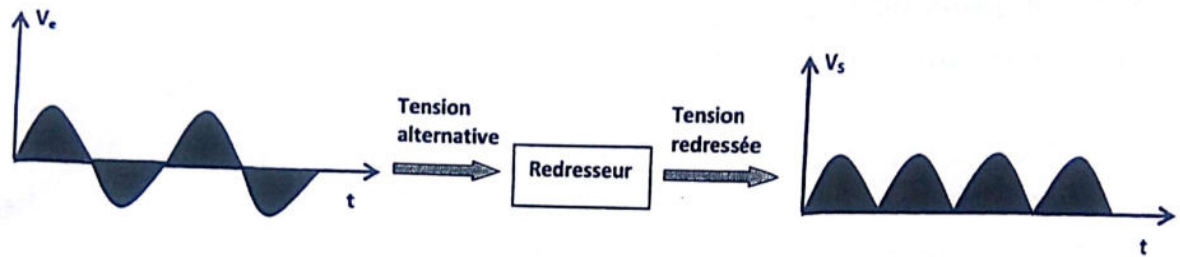 Vₑ
t
Tension
alternative
Redresseur
Tension
redressée
Vₛ
t